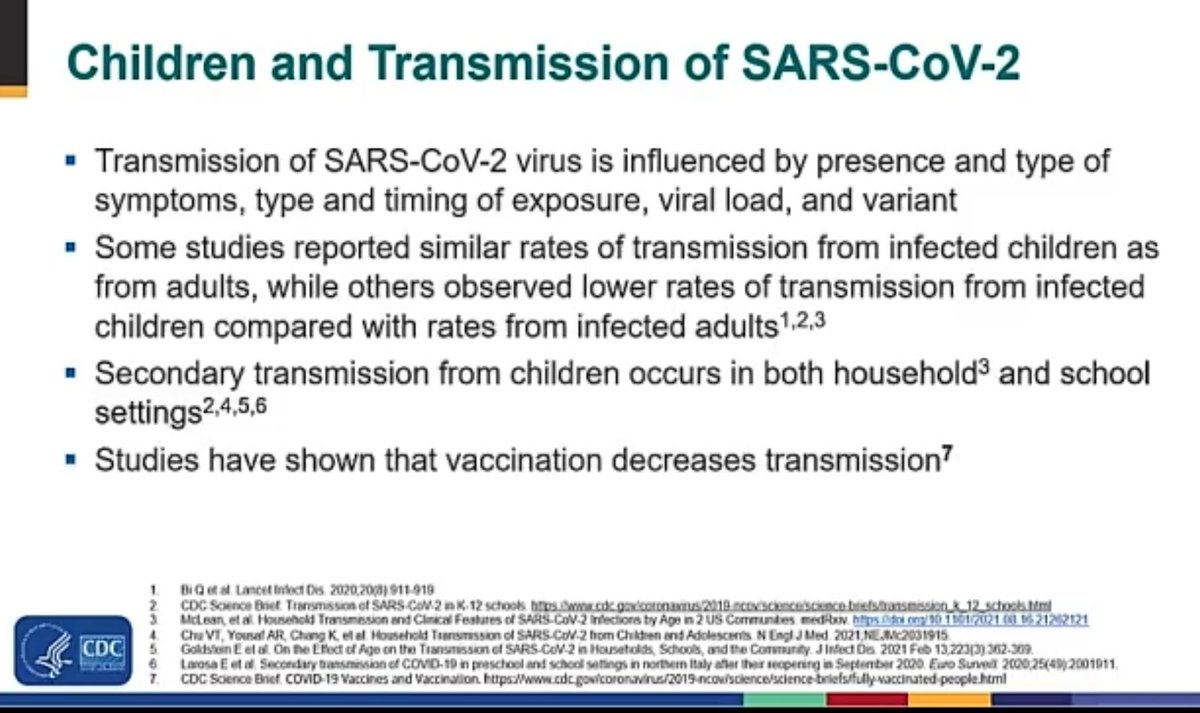 Children and Transmission of SARS-CoV-2
▪ Transmission of SARS-CoV-2 virus is influenced by presence and type of
symptoms, type and timing of exposure, viral load, and variant
▪ Some studies reported similar rates of transmission from infected children as
from adults, while others observed lower rates of transmission from infected
children compared with rates from infected adults1,2,3
▪ Secondary transmission from children occurs in both household3 and school
settings2,4,5,6
▪ Studies have shown that vaccination decreases transmission7
1. Bi Q et al. Lancet Infect Dis. 2020;20(8):911-919
2. CDC Science Brief. Transmission of SARS-CoV-2 in K-12 schools. https://www.cdc.gov/coronavirus/2019-ncov/science/science-briefs/transmission_k_12_schools.html
3. McLean, et al. Household Transmission and Clinical Features of SARS-CoV-2 Infections by Age in 2 US Communities. medRxiv. https://doi.org/10.1101/2021.08.16.21262121
4. Chu VT, Yousaf AR, Chang K, et al. Household Transmission of SARS-CoV-2 from Children and Adolescents. N Engl J Med. 2021;NEJMc2031915.
5. Goldstein E et al. On the Effect of Age on the Transmission of SARS-CoV-2 in Households, Schools, and the Community. J Infect Dis. 2021 Feb 13;223(3):362-369.
6. Larosa E et al. Secondary transmission of COVID-19 in preschool and school settings in northern Italy after their reopening in September 2020. Euro Surveill. 2020;25(49):2001911.
7. CDC Science Brief. COVID-19 Vaccines and Vaccination. https://www.cdc.gov/coronavirus/2019-ncov/science/science-briefs/fully-vaccinated-people.html
CDC